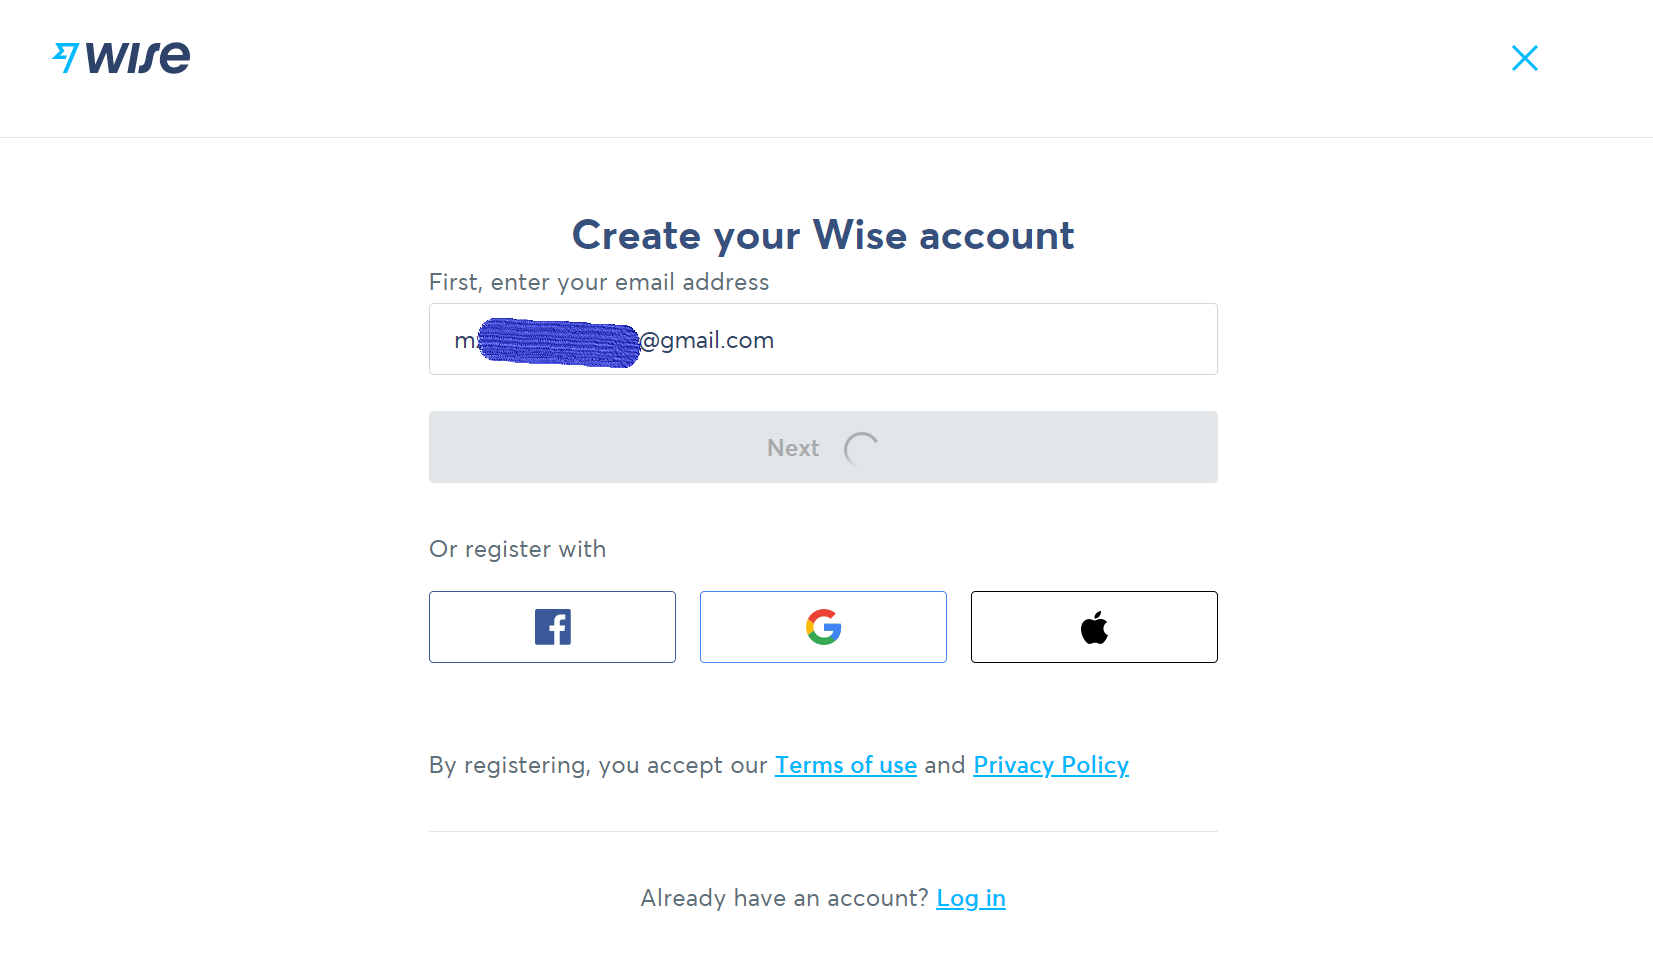 wise
Create your Wise account
First, enter your email address
m @gmail.com
Next
Or register with
By registering, you accept our Terms of use and Privacy Policy
Already have an account? Log in